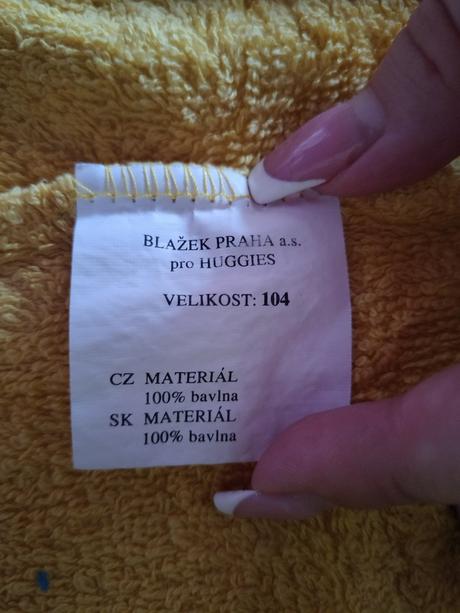 BLAŽEK PRAHA a.s.
pro HUGGIES
VELIKOST: 104
CZ MATERIÁL
100% bavlna
SK MATERIÁL
100% bavlna